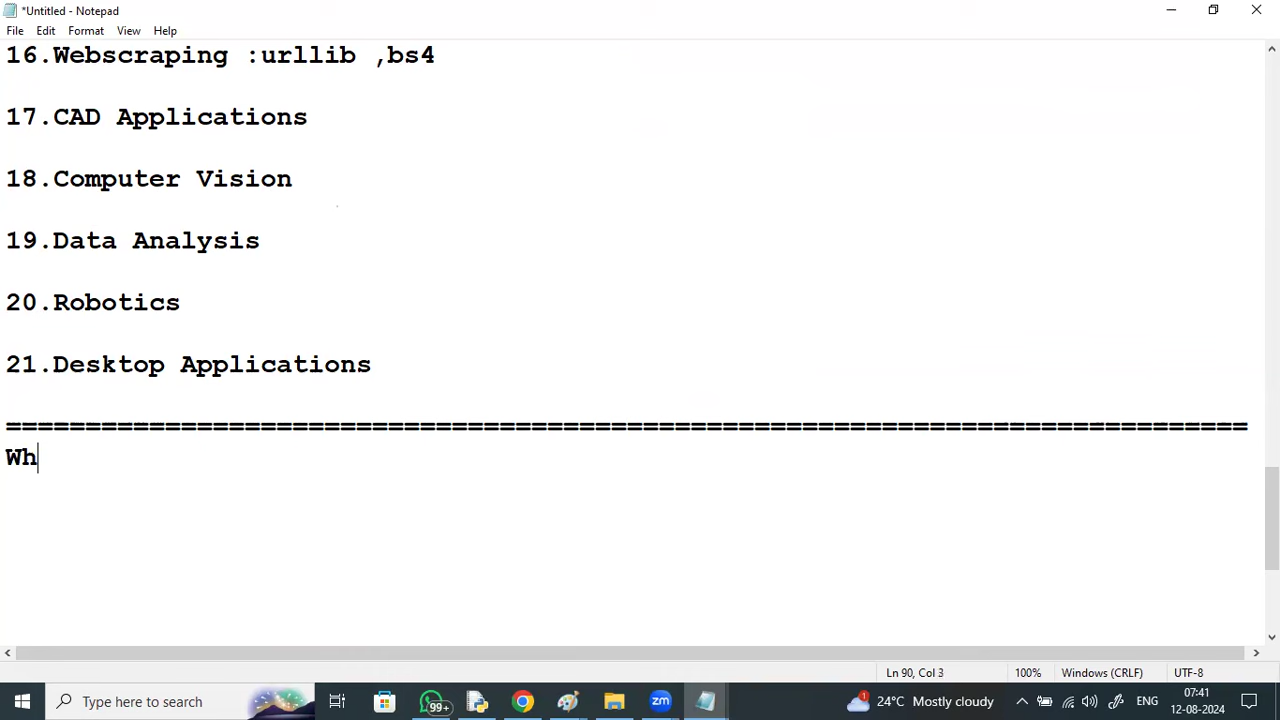 *Untitled - Notepad
File Edit Format View Help
16.Webscraping :urllib ,bs4
17.CAD Applications
18.Computer Vision
19.Data Analysis
20.Robotics
21.Desktop Applications
==============================================================================
Wh
Ln 90, Col 3 100% Windows (CRLF) UTF-8
Type here to search 99+ zm 1 24°C Mostly cloudy ENG 07:41
12-08-2024